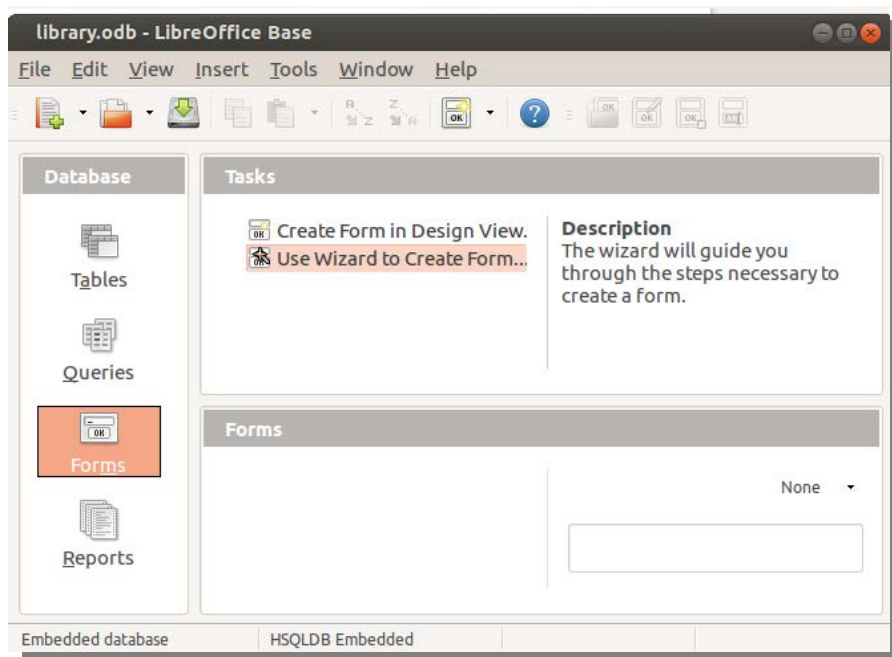 library.odb - LibreOffice Base
File Edit View Insert Tools Window Help
Database
Tables
Queries
Forms
Reports
Tasks
Create Form in Design View.
Use Wizard to Create Form...
Description
The wizard will guide you
through the steps necessary to
create a form.
Forms
None
Embedded database HSQLDB Embedded